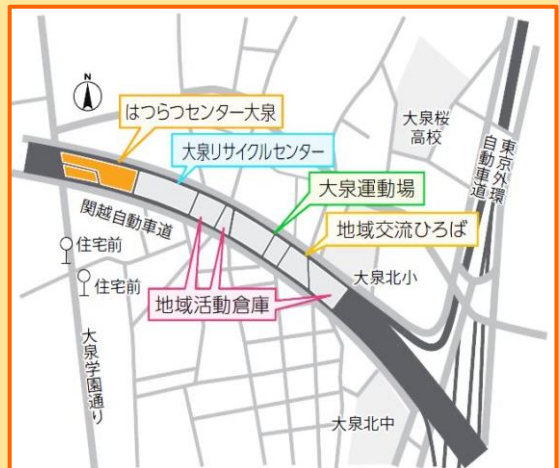 N
はつらつセンター大泉
大泉リサイクルセンター
大泉桜
高校
東京外環
自動車道
大泉運動場
地域交流ひろば
関越自動車道
住宅前
住宅前
地域活動倉庫
大泉北小
大泉学園通り
大泉北中